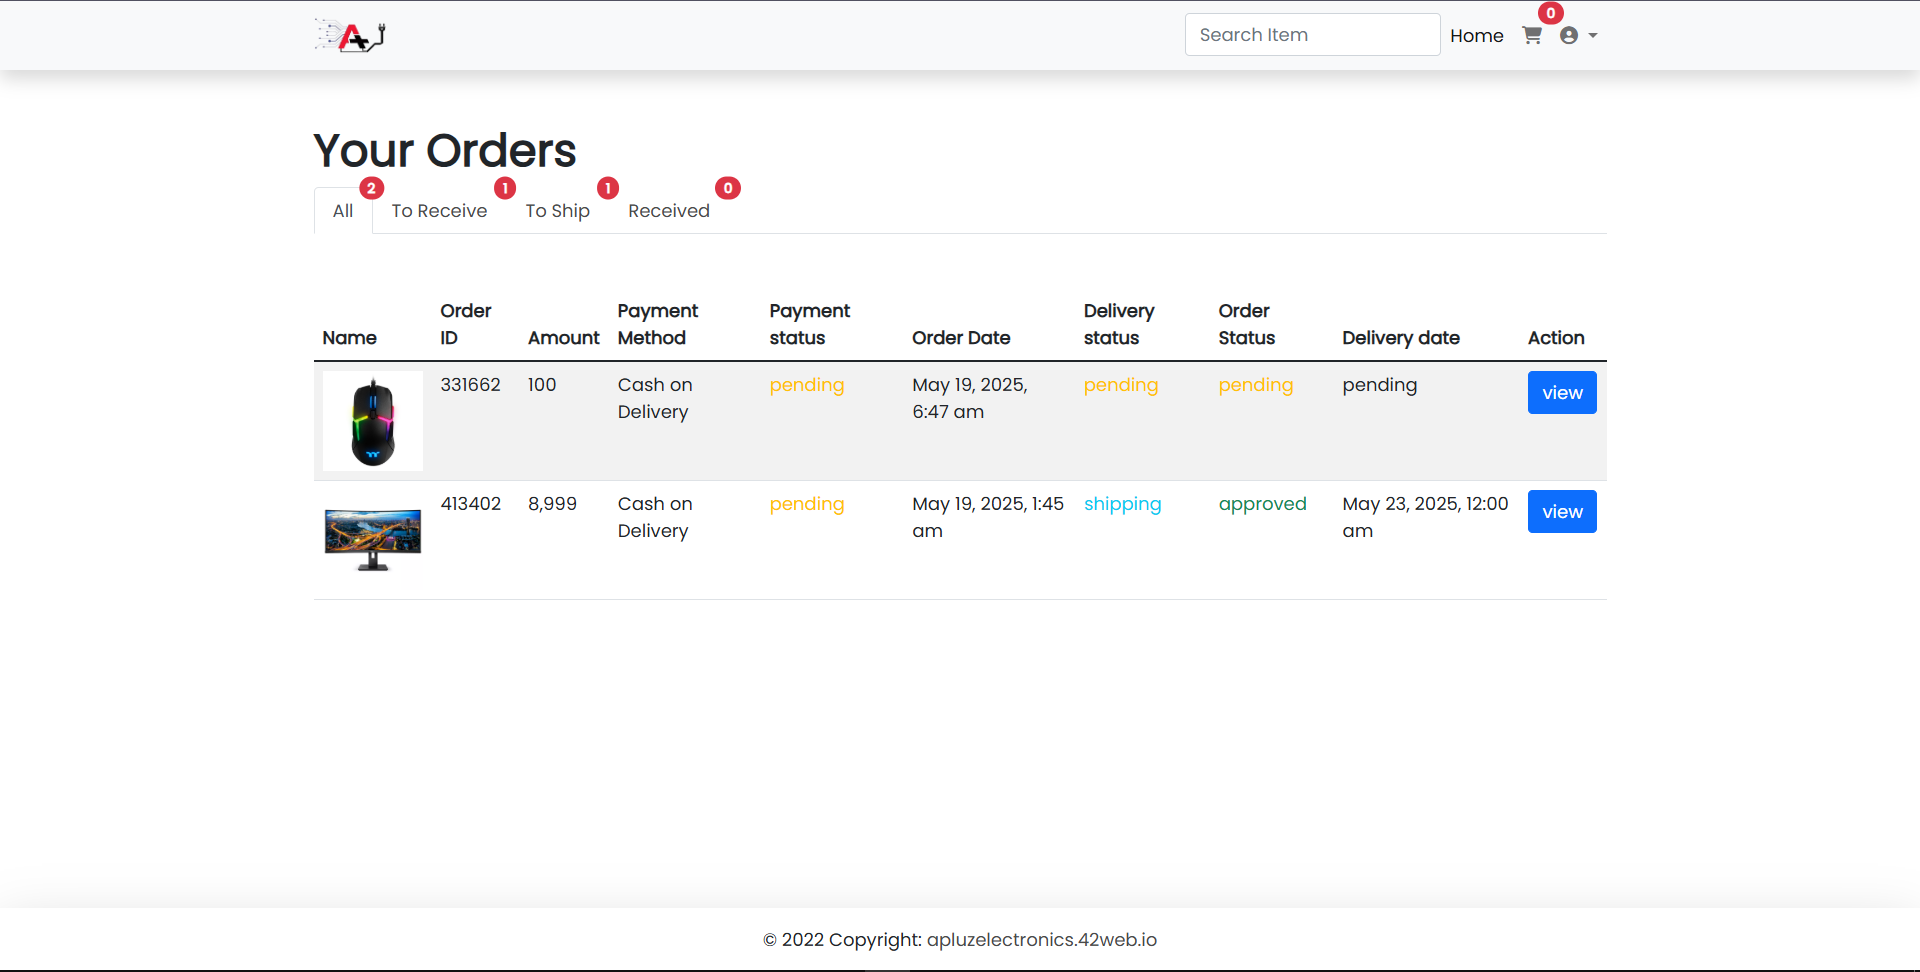 A+
Search Item
Home
0
Your Orders
All
2
To Receive
1
To Ship
1
Received
0
Name
Order ID
Amount
Payment Method
Payment status
Order Date
Delivery status
Order Status
Delivery date
Action
331662
100
Cash on
Delivery
pending
May 19, 2025,
6:47 am
pending
pending
pending
view
413402
8,999
Cash on
Delivery
pending
May 19, 2025, 1:45
am
shipping
approved
May 23, 2025, 12:00
am
view
© 2022 Copyright: apluzelectronics.42web.io